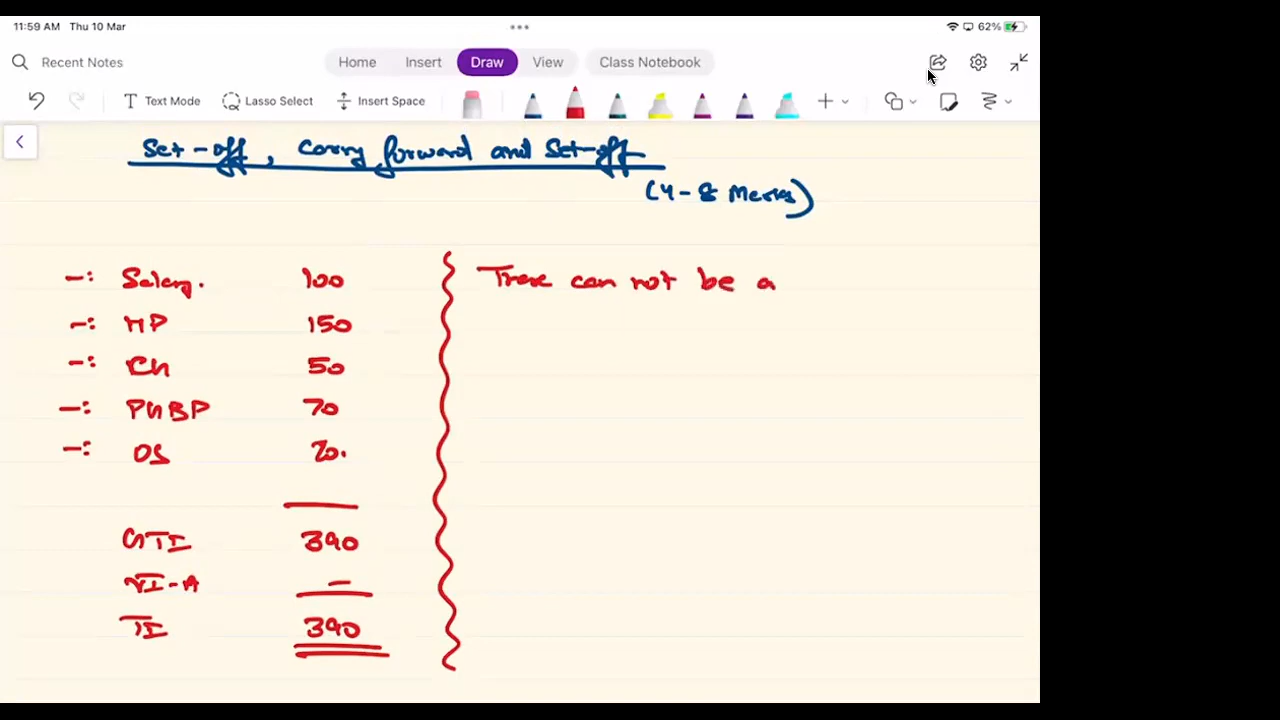 11:59 AM Thu 10 Mar
62%
Recent Notes
Home Insert Draw View Class Notebook
Text Mode Lasso Select Insert Space
Set-off, Carry forward and Set-off
(4-8 Marks)
-: Salary. 100
-: HP 150
-: CG 50
-: PGBP 70
-: OS 20.
GTI 390
VI-A -
TI 390
There can not be a